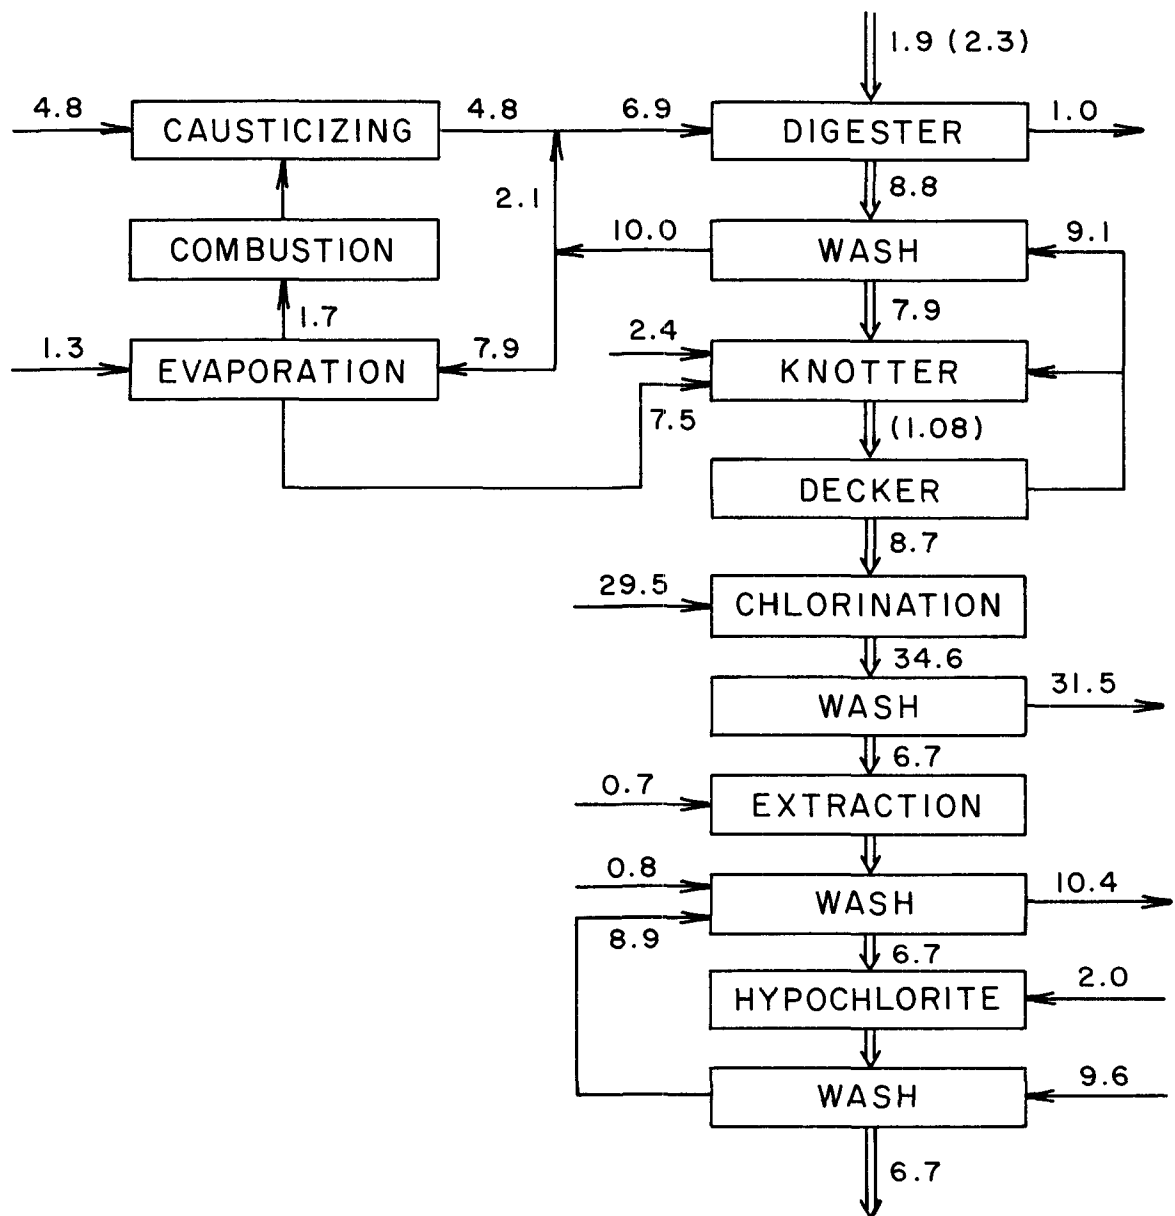 1.9 (2.3)
4.8
CAUSTICIZING
4.8
6.9
DIGESTER
1.0
2.1
8.8
COMBUSTION
10.0
WASH
9.1
1.7
7.9
1.3
EVAPORATION
7.9
2.4
KNOTTER
7.5
(1.08)
DECKER
8.7
29.5
CHLORINATION
34.6
WASH
31.5
6.7
0.7
EXTRACTION
0.8
WASH
10.4
8.9
6.7
HYPOCHLORITE
2.0
WASH
9.6
6.7